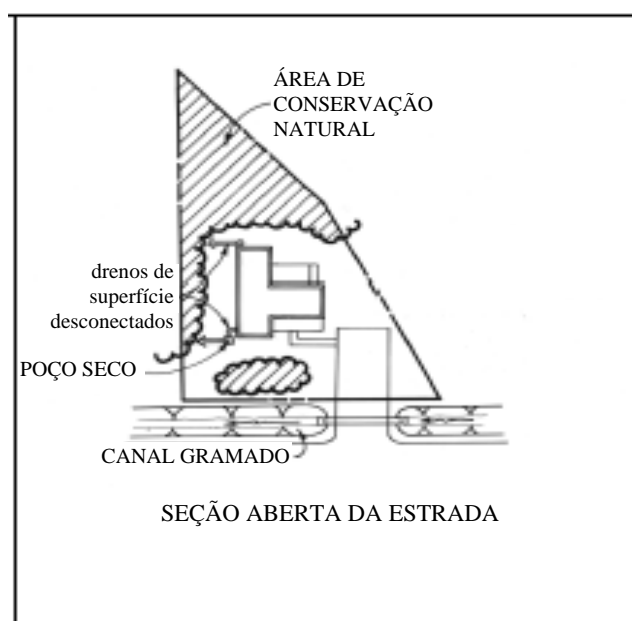 ÁREA DE
CONSERVAÇÃO
NATURAL
drenos de
superfície
desconectados
POÇO SECO
CANAL GRAMADO
SEÇÃO ABERTA DA ESTRADA